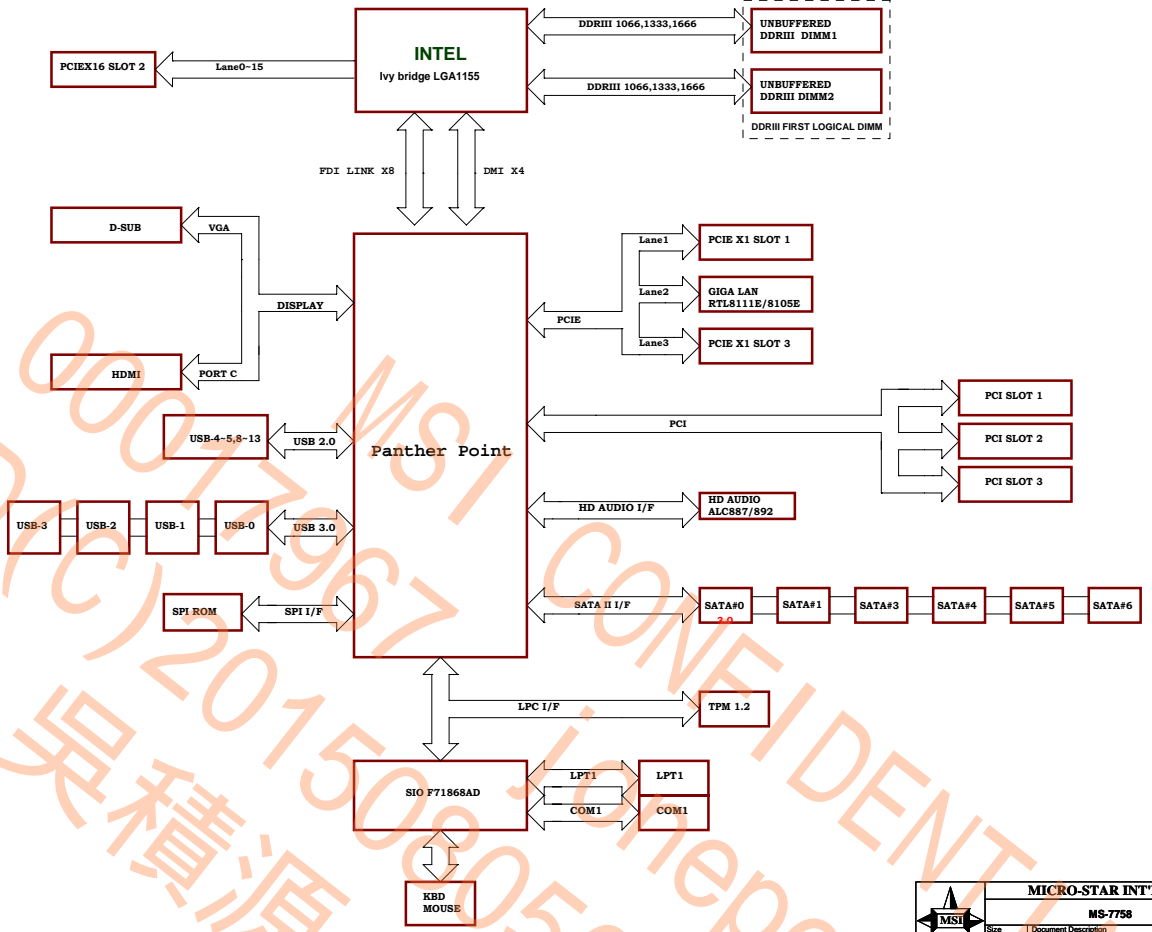 DDRIII 1066,1333,1666
UNBUFFERED
DDRIII DIMM1
INTEL
Ivy bridge LGA1155
PCIEX16 SLOT 2
Lane0~15
DDRIII 1066,1333,1666
UNBUFFERED
DDRIII DIMM2
DDRIII FIRST LOGICAL DIMM
FDI LINK X8
DMI X4
D-SUB
VGA
Lane1
PCIE X1 SLOT 1
DISPLAY
Lane2
GIGA LAN
RTL8111E/8105E
PCIE
Lane3
PCIE X1 SLOT 3
HDMI
PORT C
PCI SLOT 1
PCI
USB-4~5,8~13
USB 2.0
Panther Point
PCI SLOT 2
PCI SLOT 3
HD AUDIO I/F
HD AUDIO
ALC887/892
USB-3
USB-2
USB-1
USB-0
USB 3.0
SPI ROM
SPI I/F
SATA II I/F
SATA#0
3.0
SATA#1
SATA#3
SATA#4
SATA#5
SATA#6
LPC I/F
TPM 1.2
SIO F71868AD
LPT1
LPT1
COM1
COM1
KBD
MOUSE
MSI
MICRO-STAR INT'
MS-7758
Size
Document Description
00017967
MSI CONFIDENTI
(C)20150805
吳積源